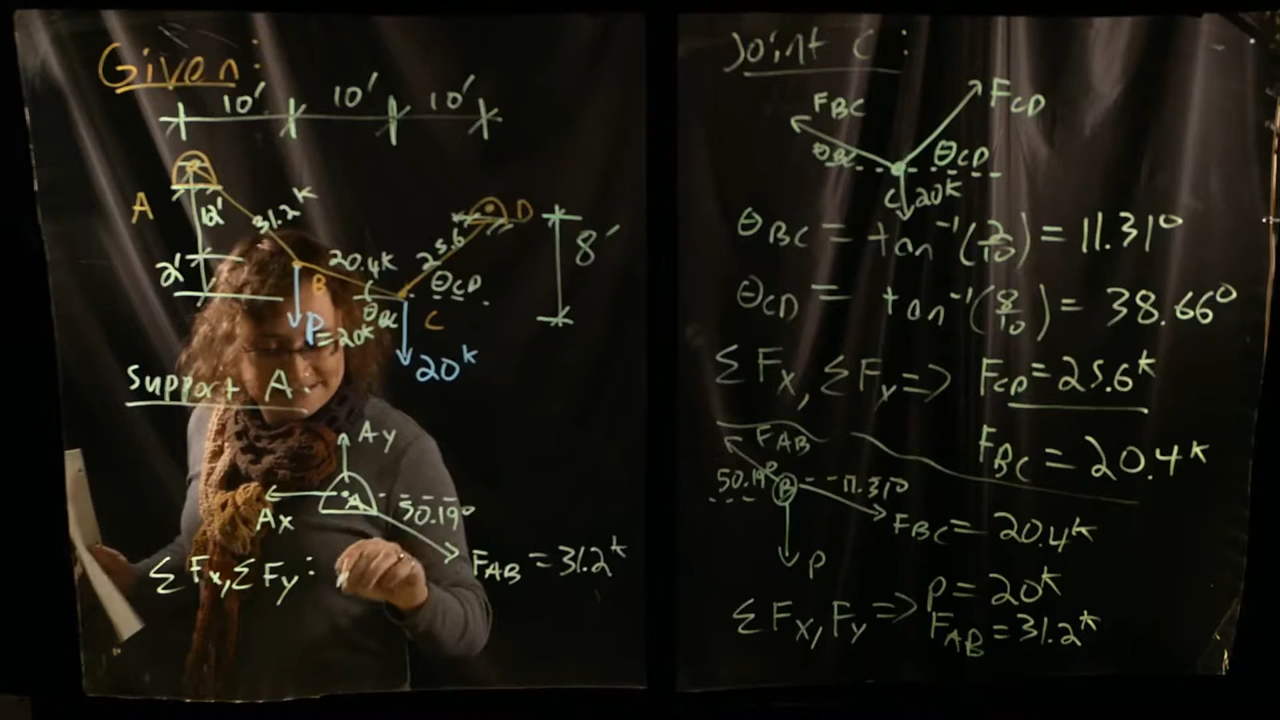 Given:
10' 10' 10'
A
12'
2'
31.2k
B
20.4k
25.6
D
8'
θCD
θBC
C
P=20k
20k
Support A.
Ay
A
Ax
50.19°
FAB = 31.2k
ΣFx, ΣFy:
Joint C:
FBC
FCD
θBC
θCD
C
20k
θBC = tan⁻¹(2/10) = 11.31°
θCD = tan⁻¹(8/10) = 38.66°
ΣFx, ΣFy => FCD = 25.6k
FBC = 20.4k
FAB
50.19°
B
11.31°
FBC = 20.4k
P
ΣFx, Fy => P = 20k
FAB = 31.2k